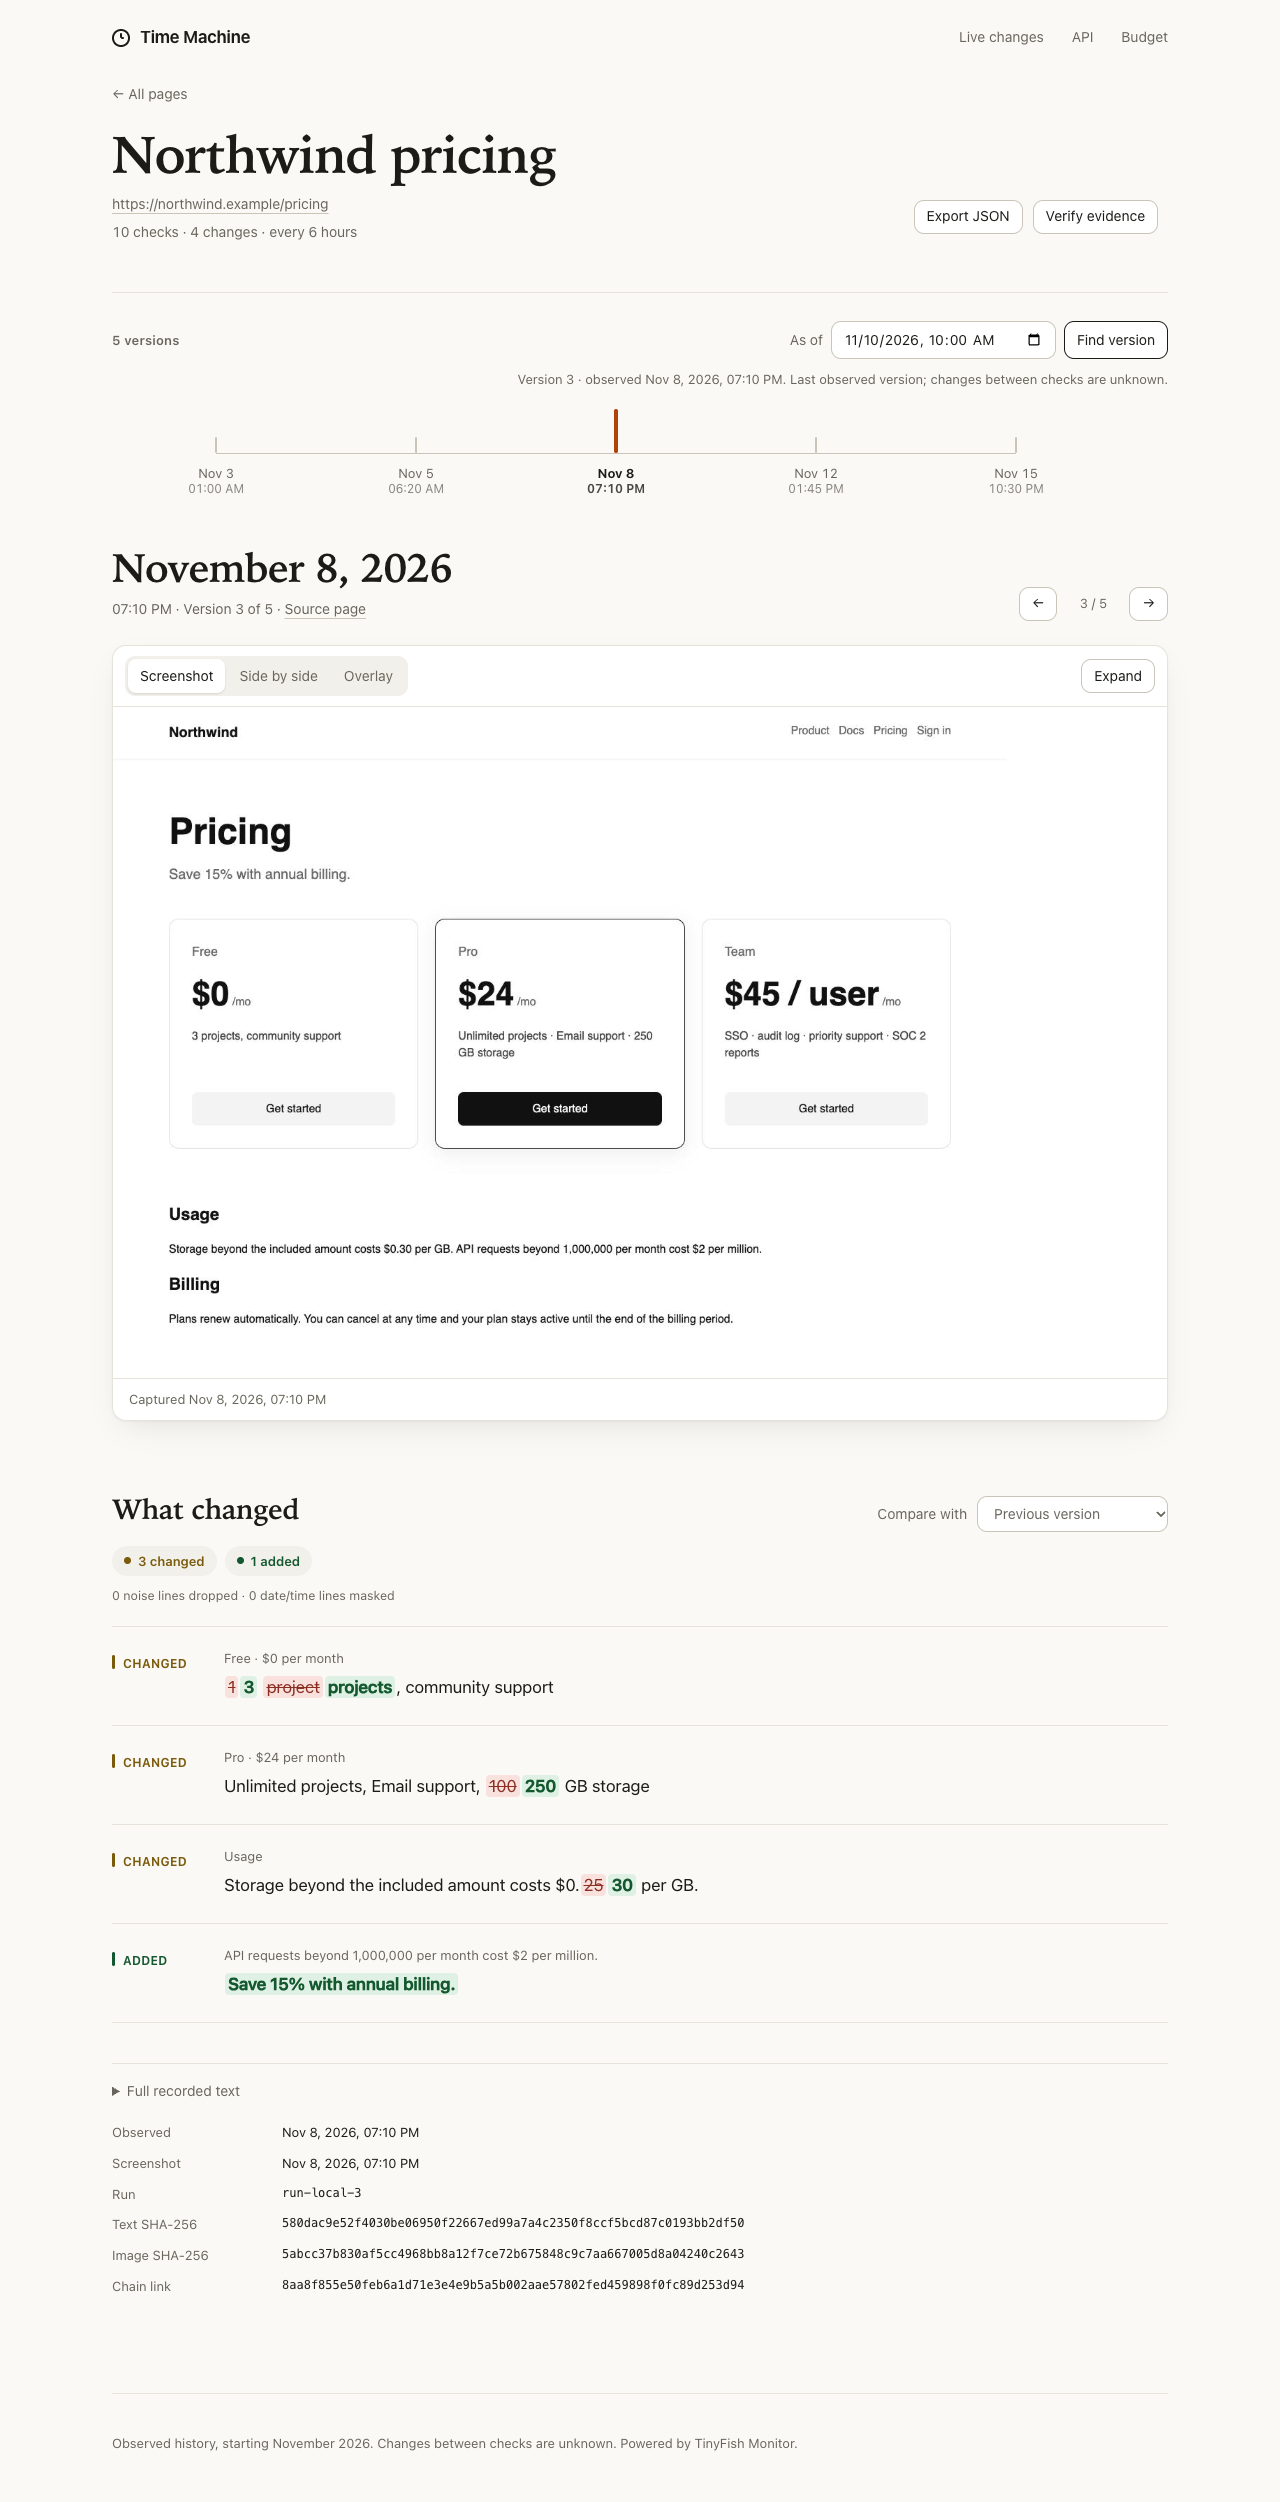 Time Machine
Live changes API Budget
← All pages
Northwind pricing
https://northwind.example/pricing
10 checks · 4 changes · every 6 hours
Export JSON Verify evidence
5 versions
As of 11/10/2026, 10:00 AM Find version
Version 3 · observed Nov 8, 2026, 07:10 PM. Last observed version; changes between checks are unknown.
Nov 3 Nov 5 Nov 8 Nov 12 Nov 15
01:00 AM 06:20 AM 07:10 PM 01:45 PM 10:30 PM
November 8, 2026
07:10 PM · Version 3 of 5 · Source page
← 3 / 5 →
Screenshot Side by side Overlay Expand
Northwind Product Docs Pricing Sign in
Pricing
Save 15% with annual billing.
Free
$0 /mo
3 projects, community support
Get started
Pro
$24 /mo
Unlimited projects · Email support · 250
GB storage
Get started
Team
$45 / user /mo
SSO · audit log · priority support · SOC 2
reports
Get started
Usage
Storage beyond the included amount costs $0.30 per GB. API requests beyond 1,000,000 per month cost $2 per million.
Billing
Plans renew automatically. You can cancel at any time and your plan stays active until the end of the billing period.
Captured Nov 8, 2026, 07:10 PM
What changed
Compare with Previous version
3 changed 1 added
0 noise lines dropped · 0 date/time lines masked
CHANGED
Free · $0 per month
1 3 project projects, community support
CHANGED
Pro · $24 per month
Unlimited projects, Email support, 100 250 GB storage
CHANGED
Usage
Storage beyond the included amount costs $0. 25 30 per GB.
ADDED
API requests beyond 1,000,000 per month cost $2 per million.
Save 15% with annual billing.
Full recorded text
Observed Nov 8, 2026, 07:10 PM
Screenshot Nov 8, 2026, 07:10 PM
Run run-local-3
Text SHA-256 580dac9e52f4030be06950f22667ed99a7a4c2350f8ccf5bcd87c0193bb2df50
Image SHA-256 5abcc37b830af5cc4968bb8a12f7ce72b675848c9c7aa667005d8a04240c2643
Chain link 8aa8f855e50feb6a1d71e3e4e9b5a5b002aae57802fed459898f0fc89d253d94
Observed history, starting November 2026. Changes between checks are unknown. Powered by TinyFish Monitor.